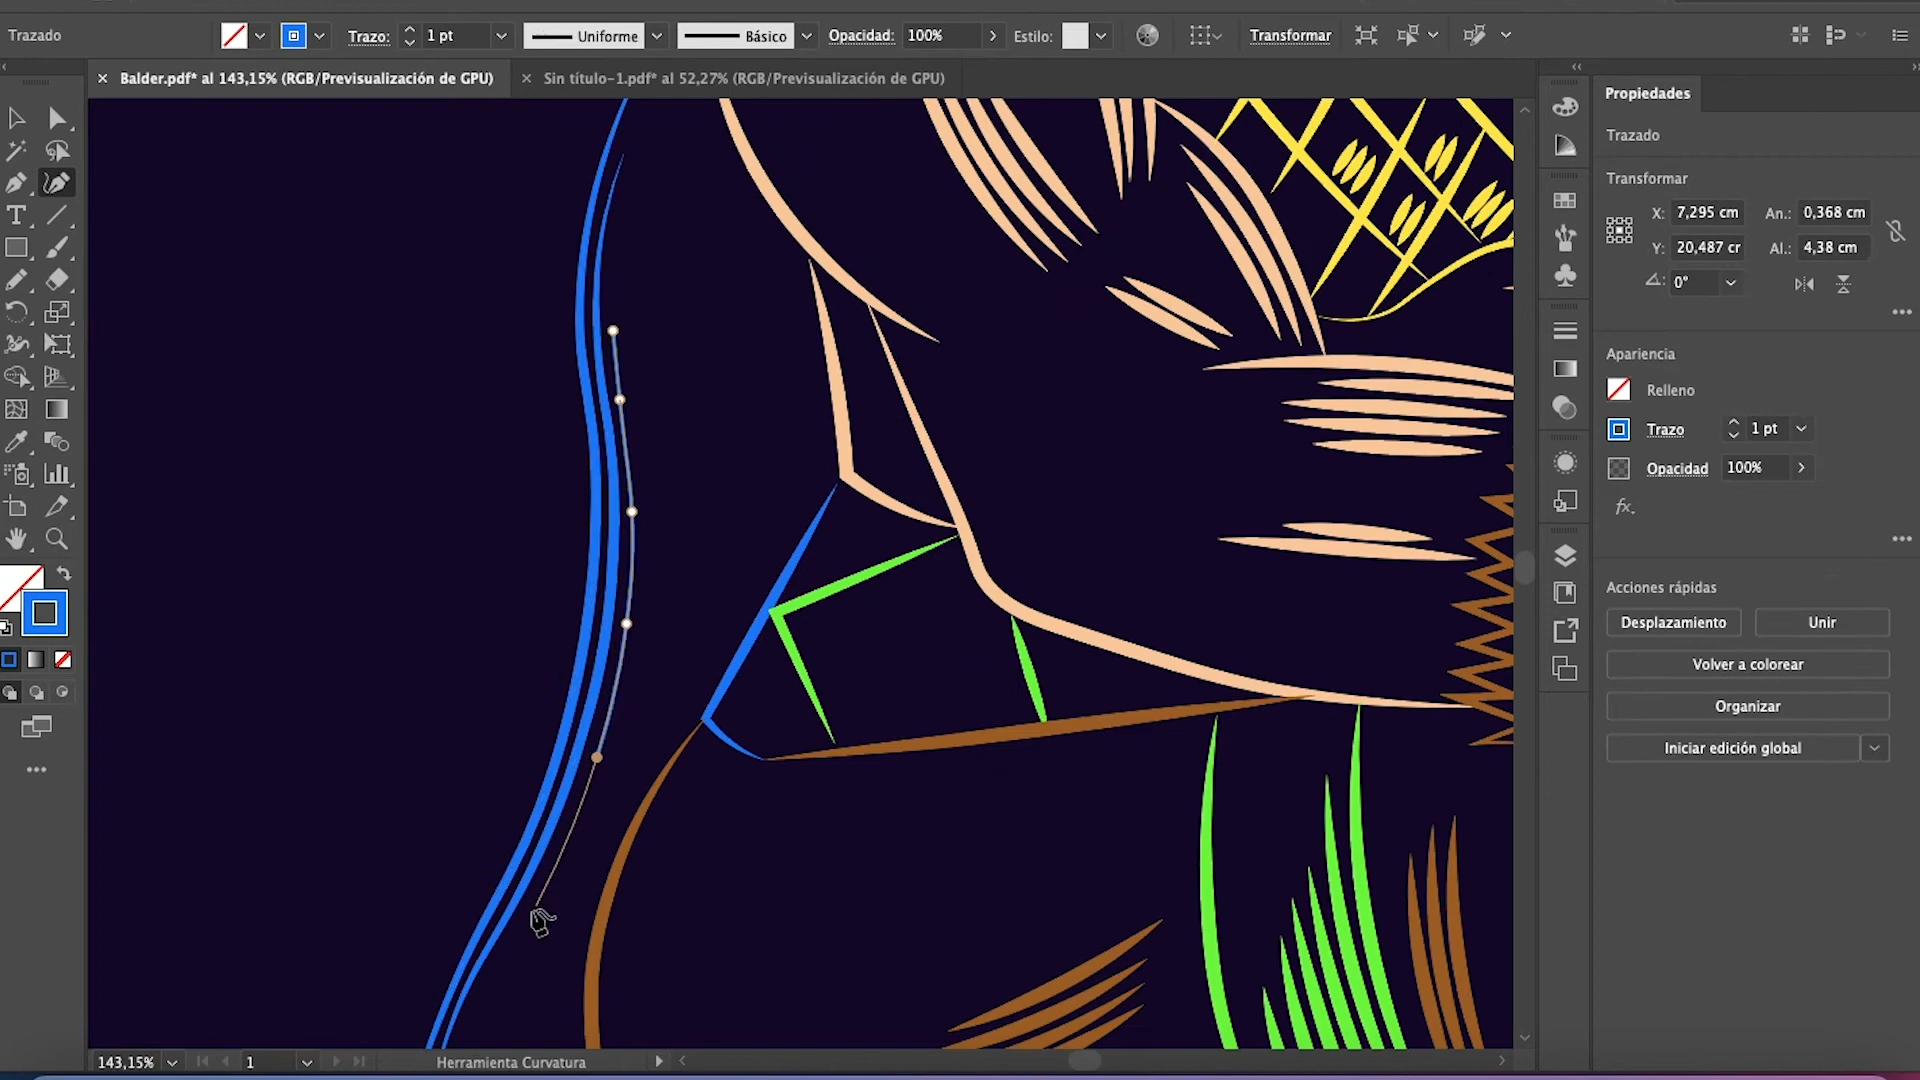 Trazado
Trazo: 1 pt Uniforme Básico Opacidad: 100% Estilo: Transformar
Balder.pdf* al 143,15% (RGB/Previsualización de GPU)
Sin título-1.pdf* al 52,27% (RGB/Previsualización de GPU)
Propiedades
Trazado
Transformar
X: 7,295 cm An.: 0,368 cm
Y: 20,487 cr Al.: 4,38 cm
0°
Apariencia
Relleno
Trazo 1 pt
Opacidad 100%
fx.
Acciones rápidas
Desplazamiento Unir
Volver a colorear
Organizar
Iniciar edición global
143,15% 1 Herramienta Curvatura